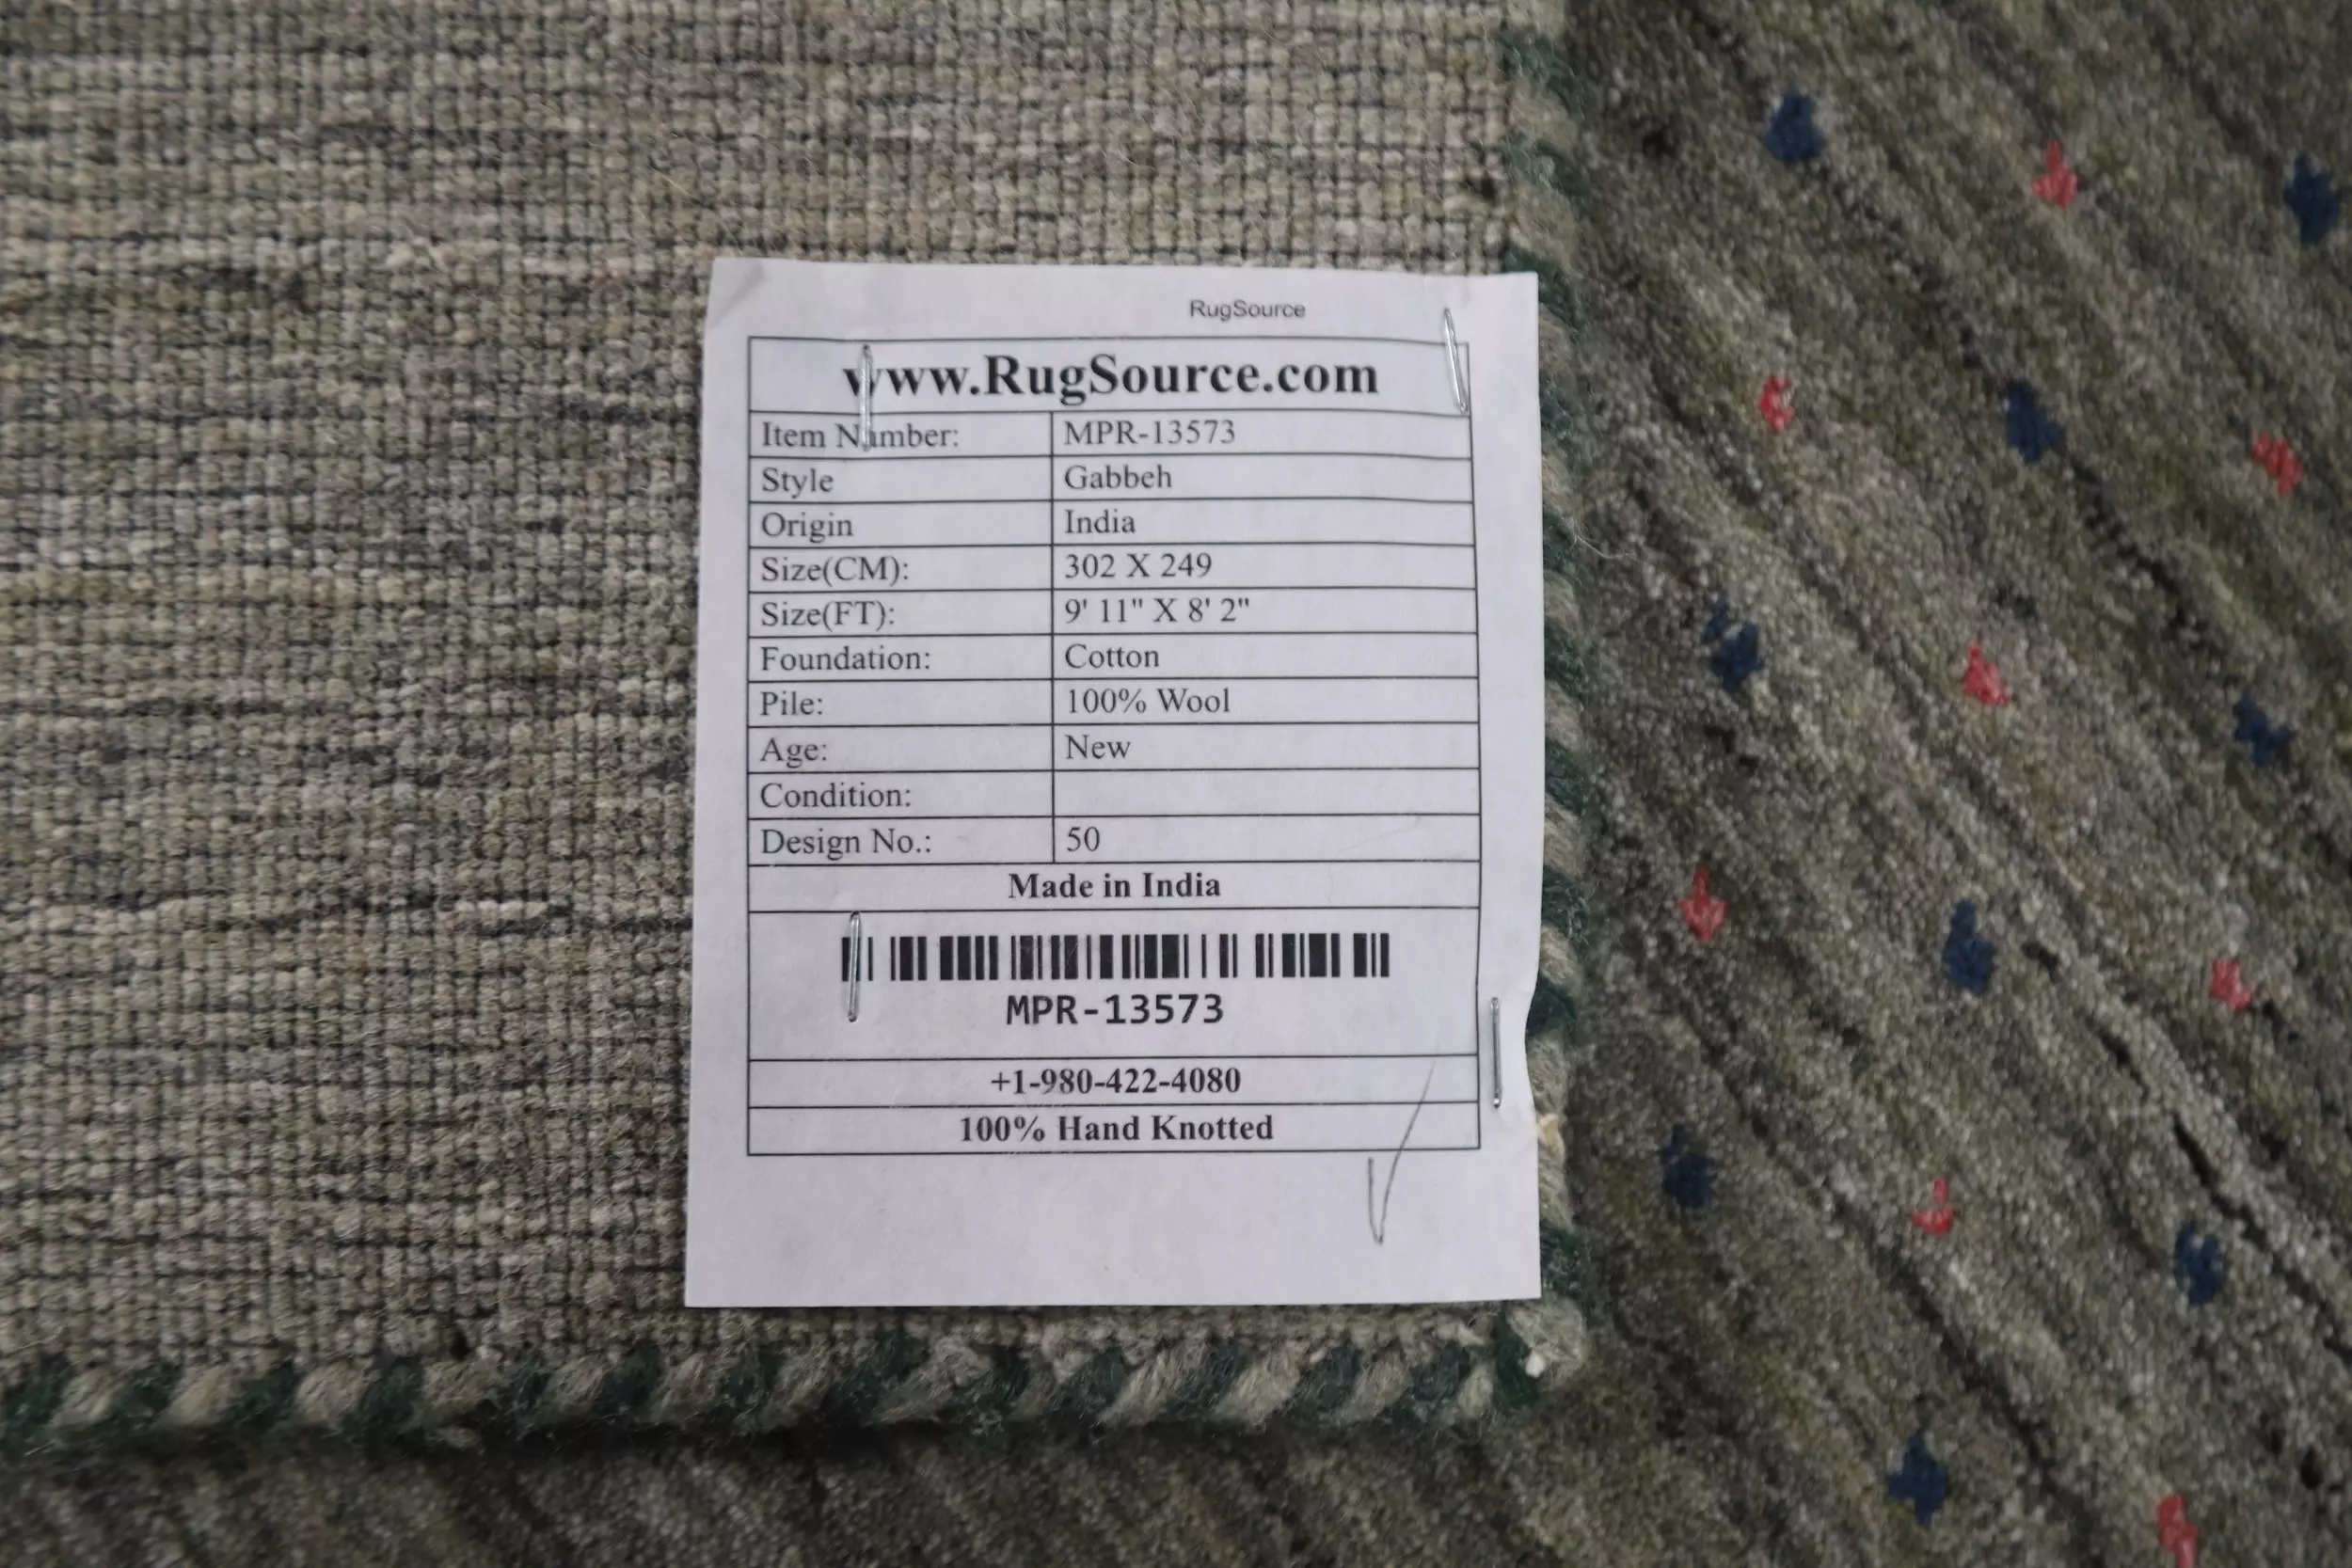 RugSource
www.RugSource.com
Item Number: MPR-13573
Style Gabbeh
Origin India
Size(CM): 302 X 249
Size(FT): 9' 11" X 8' 2"
Foundation: Cotton
Pile: 100% Wool
Age: New
Condition:
Design No.: 50
Made in India
MPR-13573
+1-980-422-4080
100% Hand Knotted